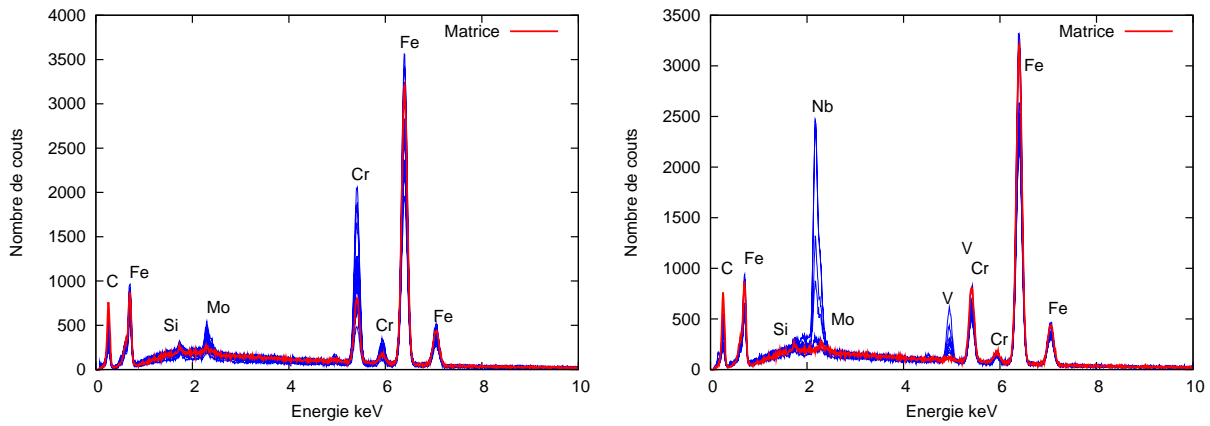 4000
3500
3000
2500
2000
1500
1000
500
0
0 2 4 6 8 10
Nombre de couts
Energie keV
Matrice
Fe
Cr
C
Fe
Si
Mo
Cr
Fe
3500
3000
2500
2000
1500
1000
500
0
0 2 4 6 8 10
Nombre de couts
Energie keV
Matrice
Fe
Nb
V
Cr
C
Fe
V
Si
Mo
Cr
Fe